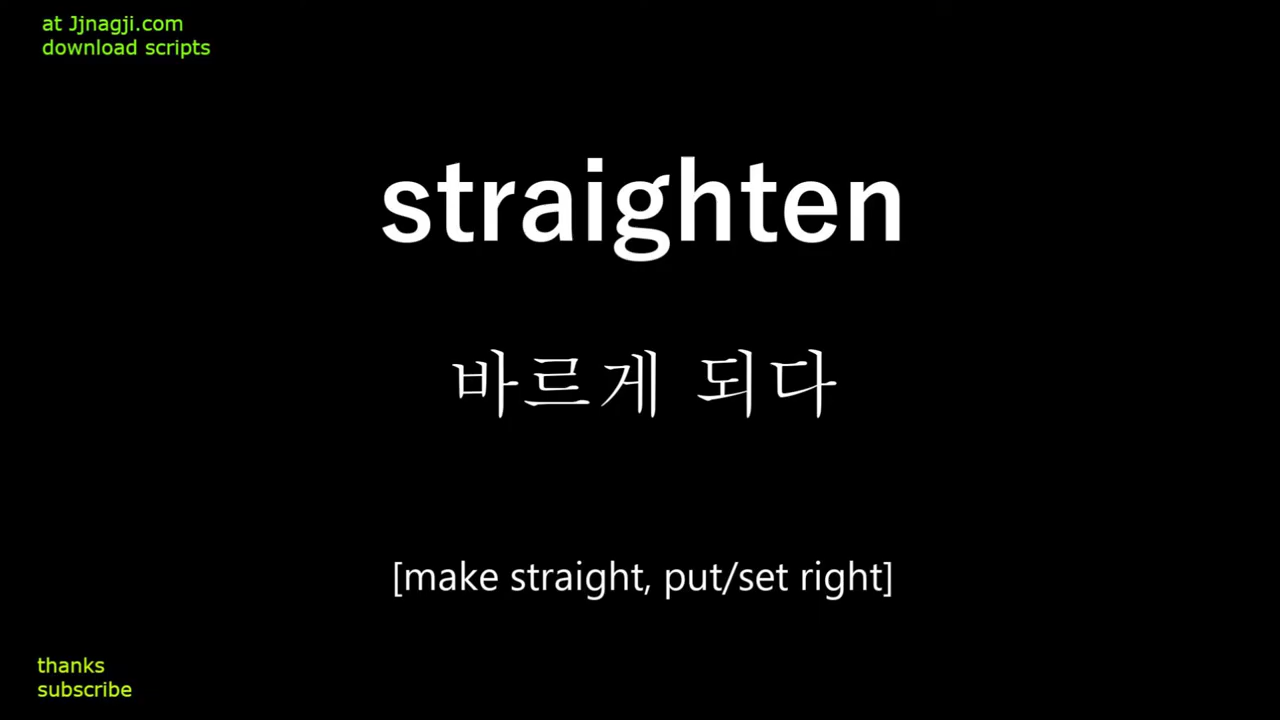 at Jjnagji.com
download scripts
straighten
바르게 되다
[make straight, put/set right]
thanks
subscribe